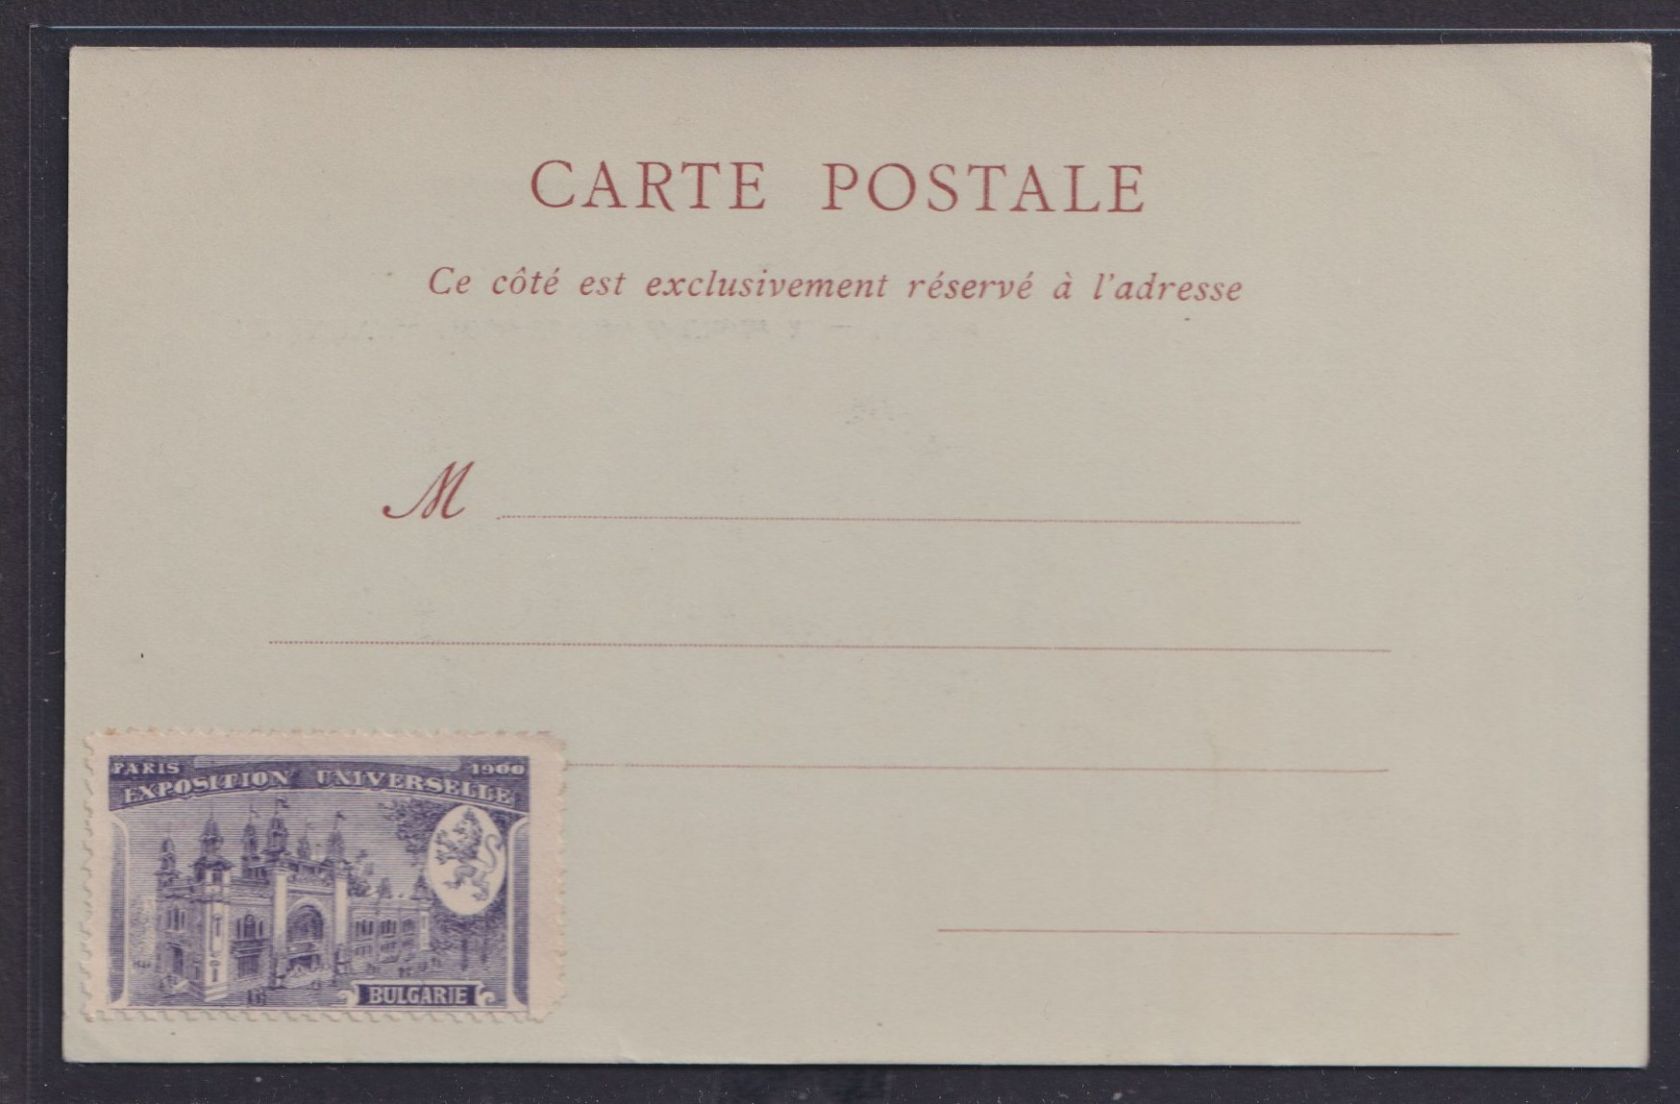 CARTE POSTALE
Ce côté est exclusivement réservé à l'adresse
M
PARIS 1900
EXPOSITION UNIVERSELLE
BULGARIE